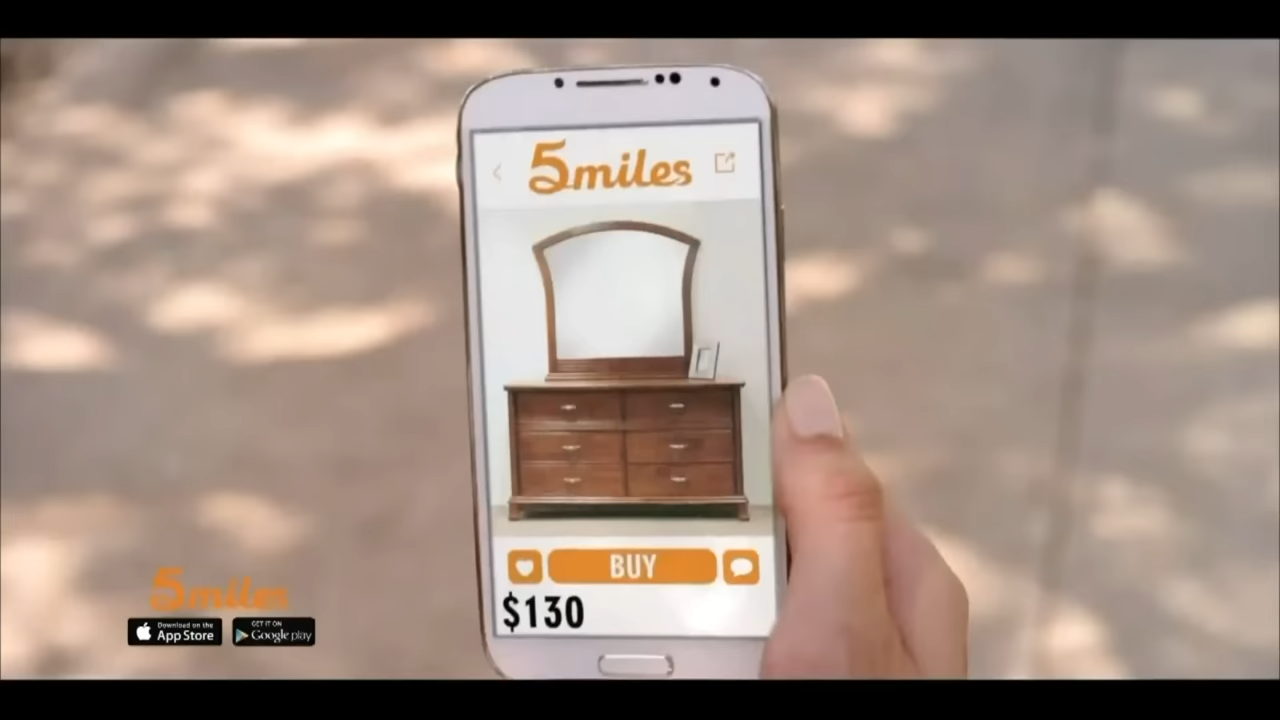 5miles
BUY
$130
5miles
Download on the
App Store
GET IT ON
Google play